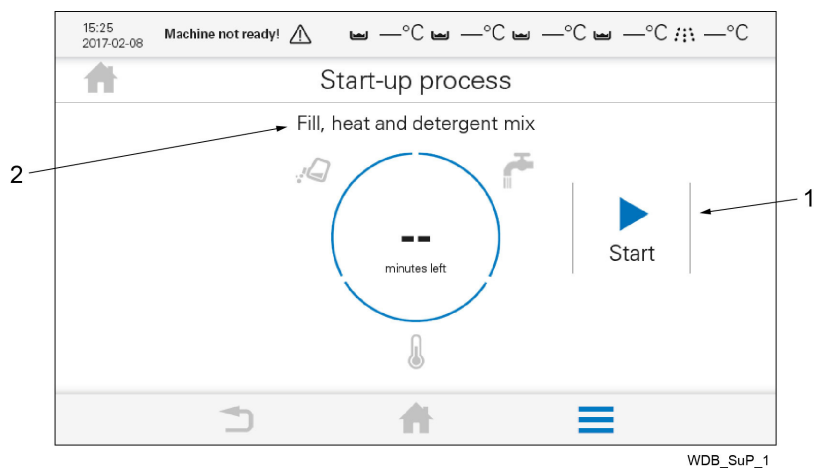 15:25
2017-02-08
Machine not ready!
—°C —°C —°C —°C —°C
Start-up process
Fill, heat and detergent mix
2
1
--
minutes left
Start
WDB_SuP_1